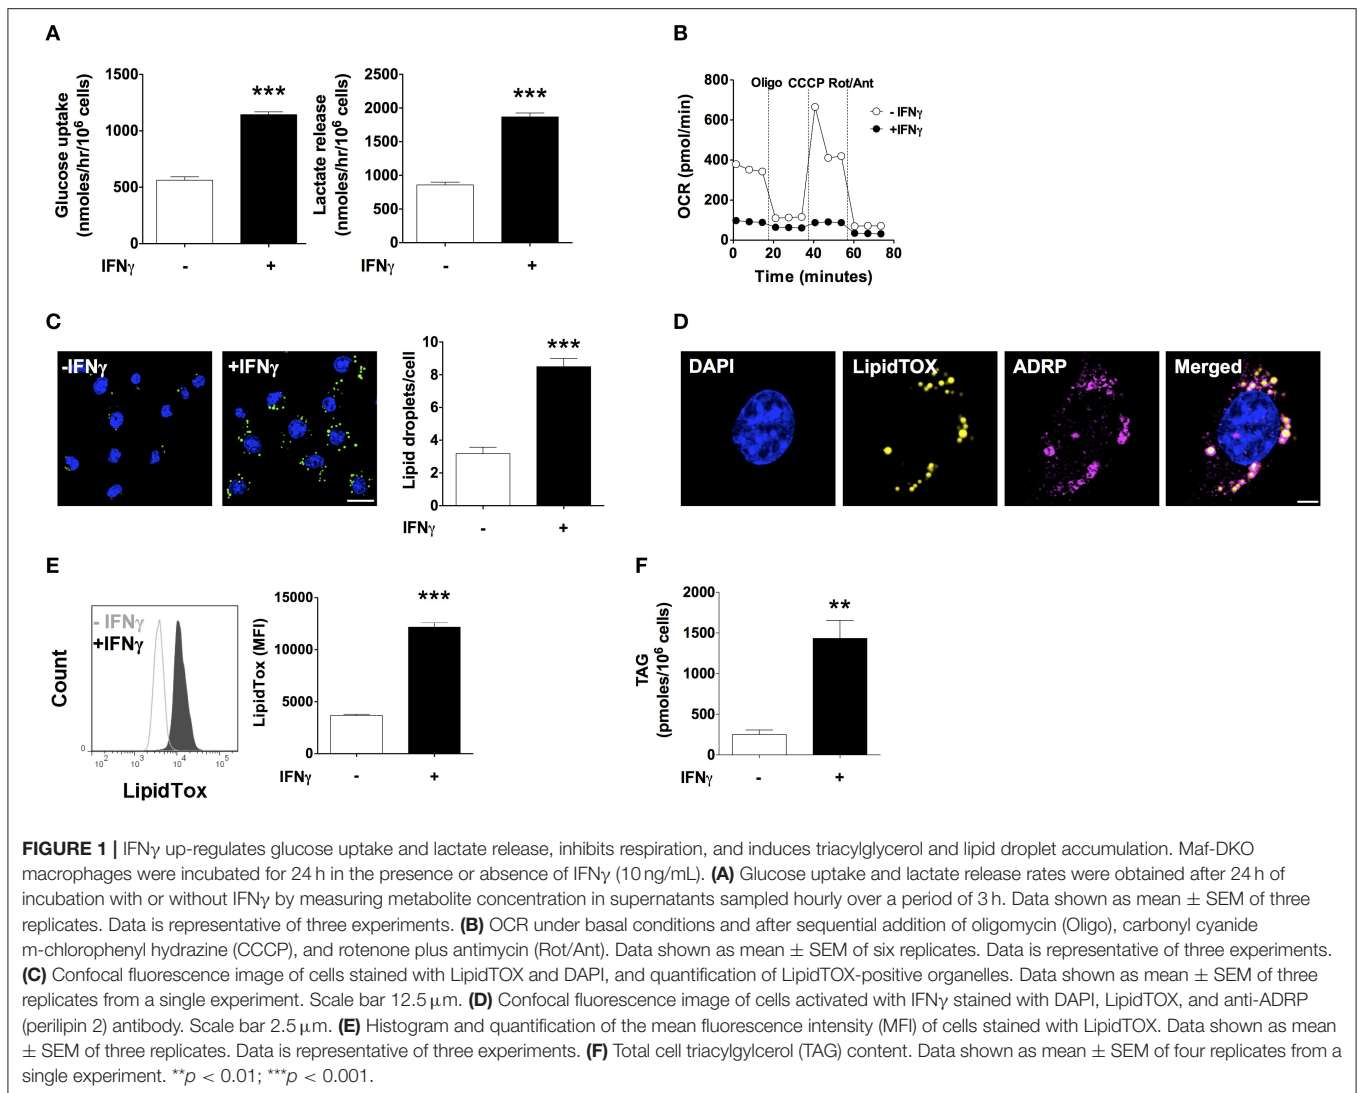 A
Glucose uptake
(nmoles/hr/10⁶ cells)
1500
1000
500
0
***
IFNγ - +
Lactate release
(nmoles/hr/10⁶ cells)
2500
2000
1500
1000
500
0
***
IFNγ - +
B
OCR (pmol/min)
800
600
400
200
0
Oligo CCCP Rot/Ant
- IFNγ
+IFNγ
0 20 40 60 80
Time (minutes)
C
-IFNγ
+IFNγ
Lipid droplets/cell
10
8
6
4
2
0
***
IFNγ - +
D
DAPI
LipidTOX
ADRP
Merged
E
- IFNγ
+IFNγ
Count
0
10² 10³ 10⁴ 10⁵
LipidTox
LipidTox (MFI)
15000
10000
5000
0
***
IFNγ - +
F
TAG
(pmoles/10⁶ cells)
2000
1500
1000
500
0
**
IFNγ - +
FIGURE 1 | IFNγ up-regulates glucose uptake and lactate release, inhibits respiration, and induces triacylglycerol and lipid droplet accumulation. Maf-DKO
macrophages were incubated for 24 h in the presence or absence of IFNγ (10 ng/mL). (A) Glucose uptake and lactate release rates were obtained after 24 h of
incubation with or without IFNγ by measuring metabolite concentration in supernatants sampled hourly over a period of 3 h. Data shown as mean ± SEM of three
replicates. Data is representative of three experiments. (B) OCR under basal conditions and after sequential addition of oligomycin (Oligo), carbonyl cyanide
m-chlorophenyl hydrazine (CCCP), and rotenone plus antimycin (Rot/Ant). Data shown as mean ± SEM of six replicates. Data is representative of three experiments.
(C) Confocal fluorescence image of cells stained with LipidTOX and DAPI, and quantification of LipidTOX-positive organelles. Data shown as mean ± SEM of three
replicates from a single experiment. Scale bar 12.5 μm. (D) Confocal fluorescence image of cells activated with IFNγ stained with DAPI, LipidTOX, and anti-ADRP
(perilipin 2) antibody. Scale bar 2.5 μm. (E) Histogram and quantification of the mean fluorescence intensity (MFI) of cells stained with LipidTOX. Data shown as mean
± SEM of three replicates. Data is representative of three experiments. (F) Total cell triacylgylcerol (TAG) content. Data shown as mean ± SEM of four replicates from a
single experiment. **p < 0.01; ***p < 0.001.